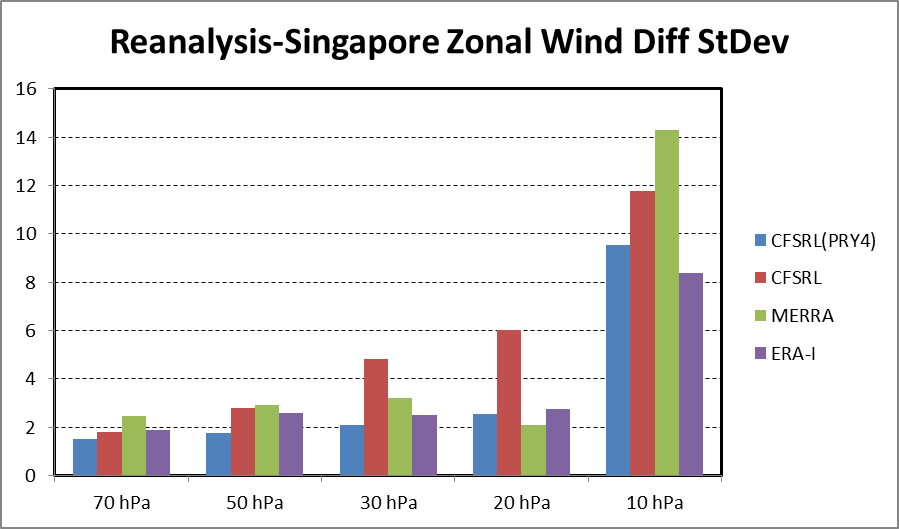 Reanalysis-Singapore Zonal Wind Diff StDev
16
14
12
10
8
6
4
2
0
70 hPa
50 hPa
30 hPa
20 hPa
10 hPa
CFSRL(PRY4)
CFSRL
MERRA
ERA-I